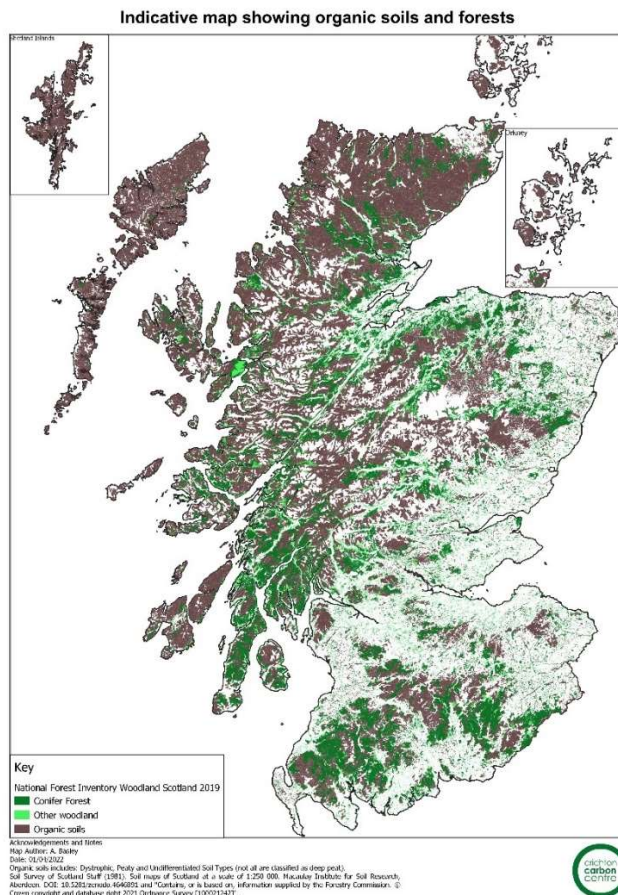 Indicative map showing organic soils and forests
Shetland Islands
Orkney
Key
National Forest Inventory Woodland Scotland 2019
Conifer Forest
Other woodland
Organic soils
Acknowledgements and Notes
Map Author: A. Bailey
Date: 01/04/2022
Organic soils includes: Dystrophic, Peaty and Undifferentiated Soil Types (not all are classified as deep peat).
Soil Survey of Scotland Staff (1981). Soil maps of Scotland at a scale of 1:250 000. Macaulay Institute for Soil Research,
Aberdeen. DOI: 10.5281/zenodo.4646891 and "Contains, or is based on, information supplied by the Forestry Commission. ©
Crown copyright and database right 2021 Ordnance Survey [100021242]"
crichton
carbon
centre